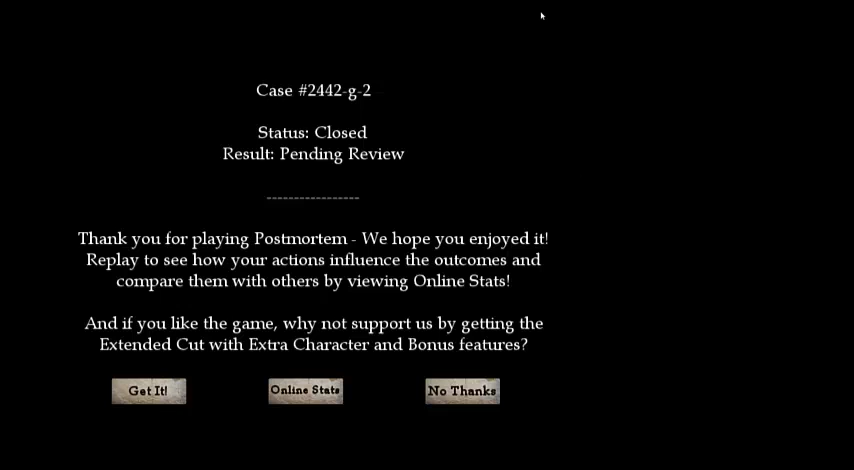 Case #2442-g-2
Status: Closed
Result: Pending Review
-----------------
Thank you for playing Postmortem - We hope you enjoyed it!
Replay to see how your actions influence the outcomes and
compare them with others by viewing Online Stats!
And if you like the game, why not support us by getting the
Extended Cut with Extra Character and Bonus features?
Get It!
Online Stats
No Thanks